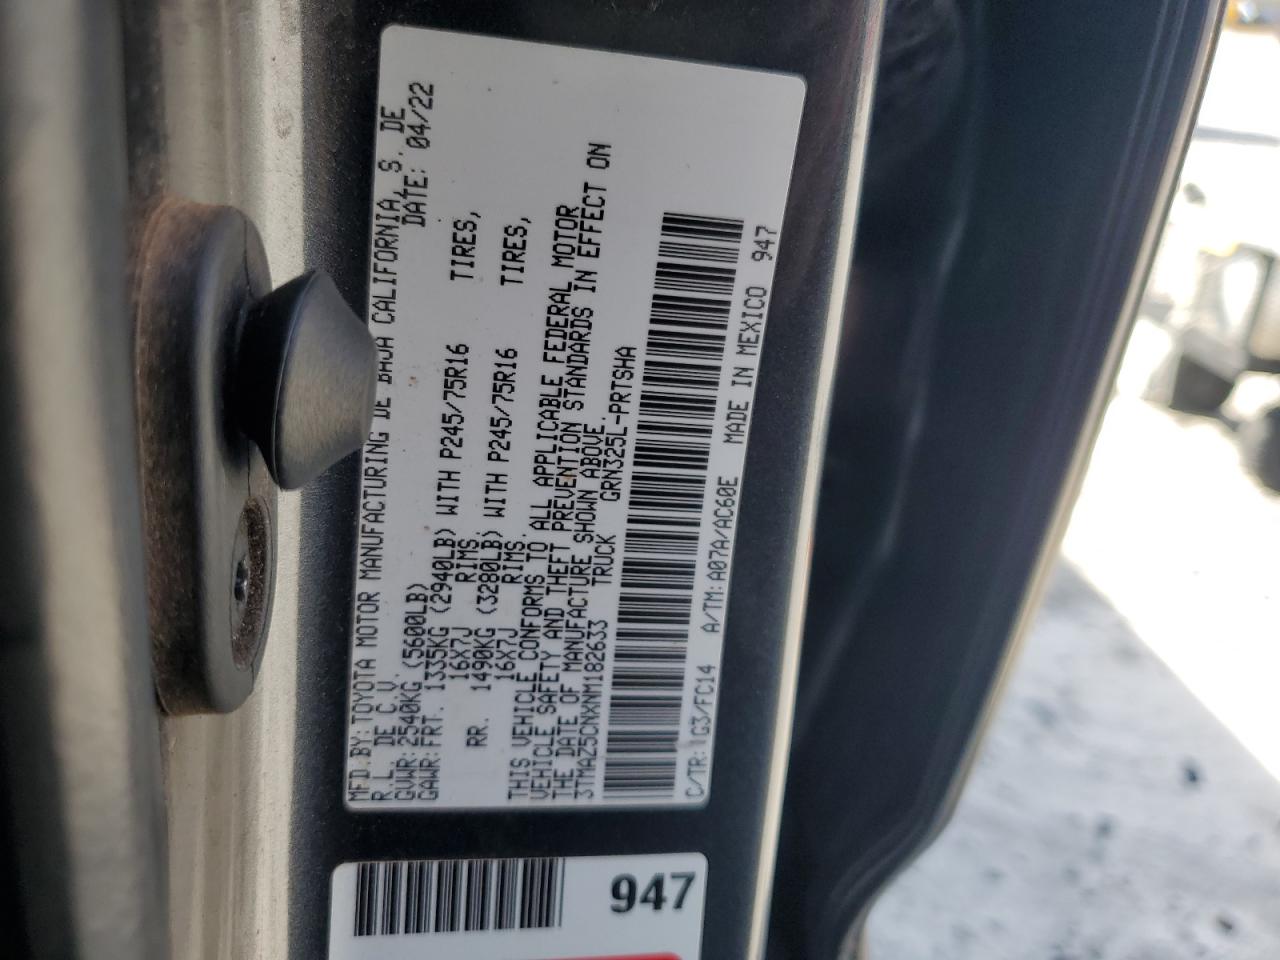 MFD.BY:TOYOTA MOTOR MANUFACTURING DE BAJA CALIFORNIA, S. DE
R.L. DE C.V. DATE: 04/22
GVWR:2540KG (5600LB)
GAWR:FRT. 1335KG (2940LB) WITH P245/75R16 TIRES,
16X7J RIMS.
RR. 1490KG (3280LB) WITH P245/75R16 TIRES,
16X7J RIMS.
THIS VEHICLE CONFORMS TO ALL APPLICABLE FEDERAL MOTOR
VEHICLE SAFETY AND THEFT PREVENTION STANDARDS IN EFFECT ON
THE DATE OF MANUFACTURE SHOWN ABOVE.
3TMAZ5CNXNM182633 TRUCK GRN325L-PRTSHA
C/TR:1G3/FC14 A/TM:A07A/AC60E MADE IN MEXICO 947
947